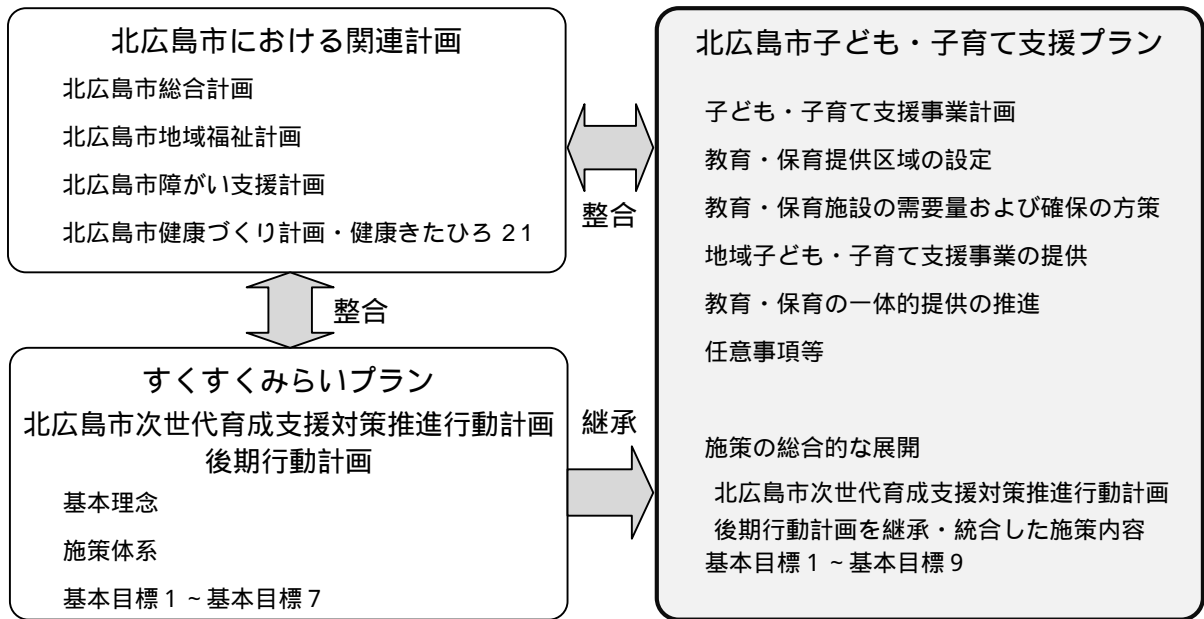 北広島市における関連計画
北広島市総合計画
北広島市地域福祉計画
北広島市障がい支援計画
北広島市健康づくり計画・健康きたひろ 21
整合
すくすくみらいプラン
北広島市次世代育成支援対策推進行動計画
後期行動計画
基本理念
施策体系
基本目標1~基本目標7
整合
継承
北広島市子ども・子育て支援プラン
子ども・子育て支援事業計画
教育・保育提供区域の設定
教育・保育施設の需要量および確保の方策
地域子ども・子育て支援事業の提供
教育・保育の一体的提供の推進
任意事項等
施策の総合的な展開
北広島市次世代育成支援対策推進行動計画
後期行動計画を継承・統合した施策内容
基本目標1~基本目標9